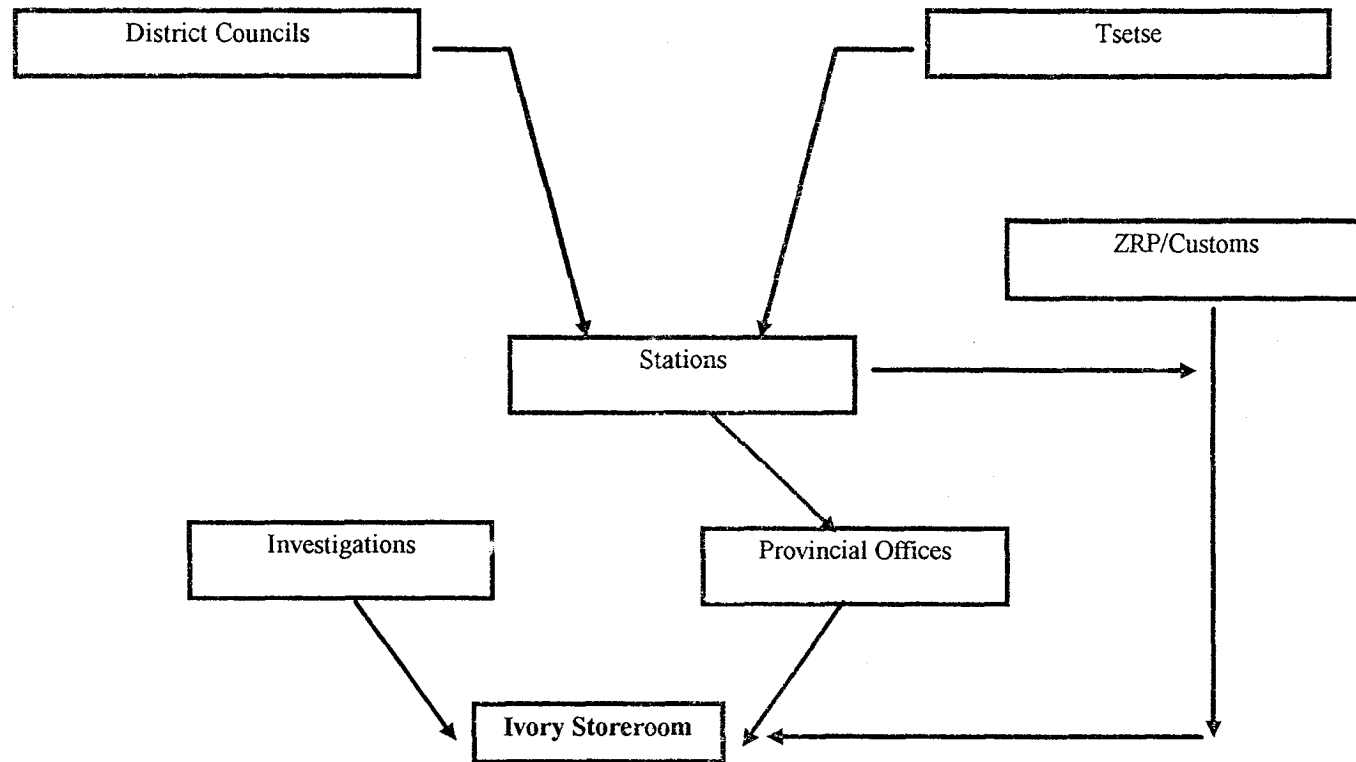 District Councils
Tsetse
ZRP/Customs
Stations
Investigations
Provincial Offices
Ivory Storeroom